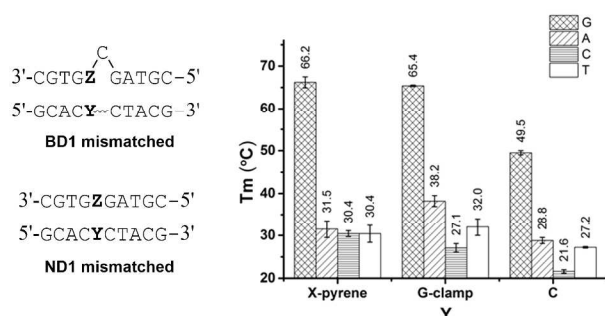 C
3'-CGTGZ GATGC-5'
5'-GCACY~~CTACG-3'
BD1 mismatched
3'-CGTGZGATGC-5'
5'-GCACYCTACG-3'
ND1 mismatched
G
A
C
T
Tm (°C)
70
60
50
40
30
20
66.2
31.5
30.4
30.4
65.4
38.2
27.1
32.0
49.5
28.8
21.6
27.2
X-pyrene
G-clamp
C
Y